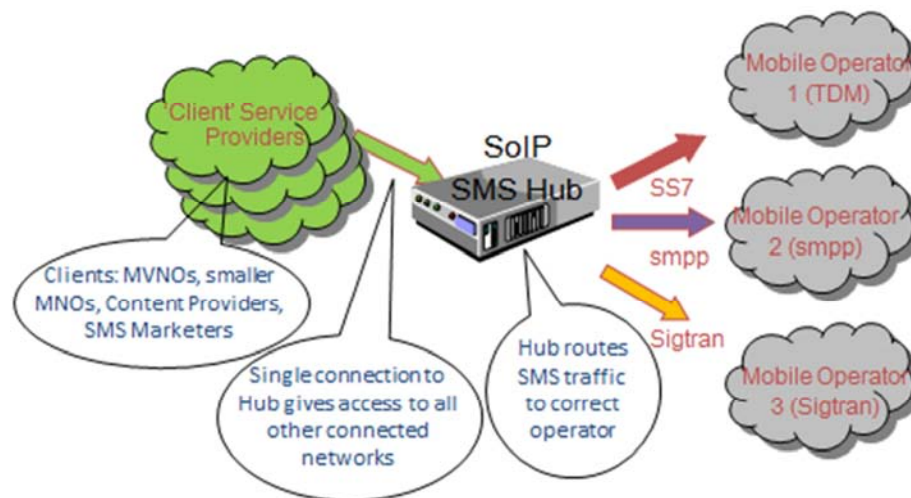 'Client' Service
Providers
SoIP
SMS Hub
SS7
smpp
Sigtran
Mobile Operator
1 (TDM)
Mobile Operator
2 (smpp)
Mobile Operator
3 (Sigtran)
Clients: MVNOs, smaller
MNOs, Content Providers,
SMS Marketers
Single connection to
Hub gives access to all
other connected
networks
Hub routes
SMS traffic
to correct
operator